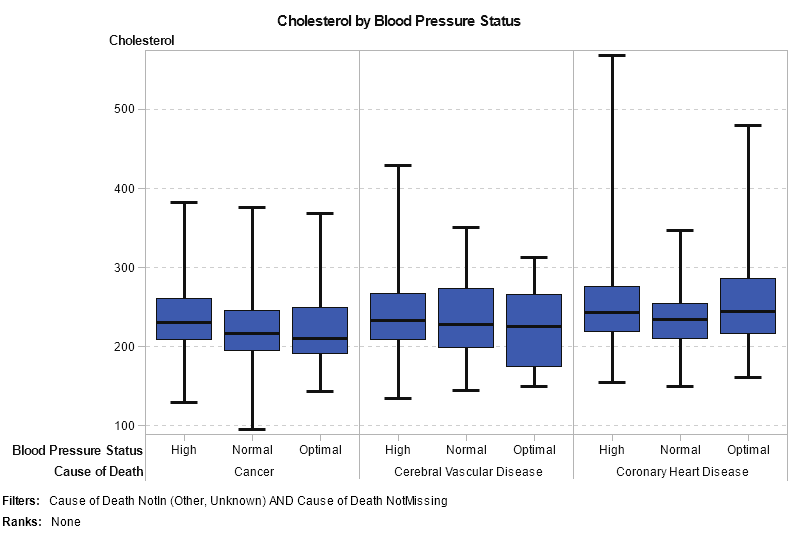 Cholesterol by Blood Pressure Status
Cholesterol
500
400
300
200
100
Blood Pressure Status High Normal Optimal High Normal Optimal High Normal Optimal
Cause of Death Cancer Cerebral Vascular Disease Coronary Heart Disease
Filters: Cause of Death NotIn (Other, Unknown) AND Cause of Death NotMissing
Ranks: None